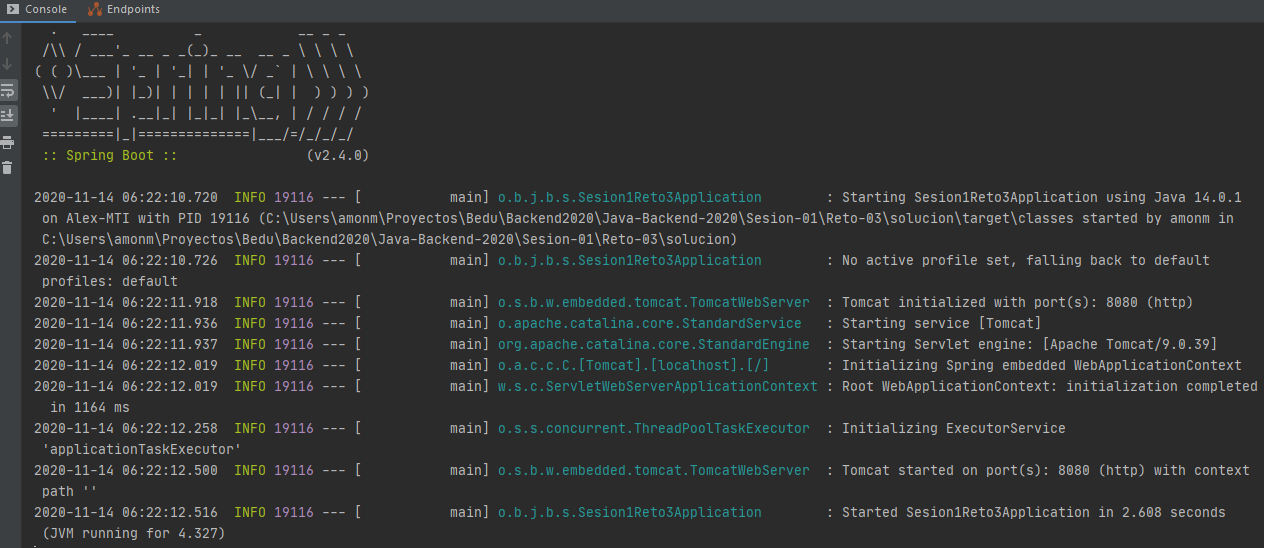 Console Endpoints
  .   ____          _            __ _ _
 /\\ / ___'_ __ _ _(_)_ __  __ _ \ \ \ \
( ( )\___ | '_ | '_| | '_ \/ _` | \ \ \ \
 \\/  ___)| |_)| | | | | || (_| |  ) ) ) )
  '  |____| .__|_| |_|_| |_\__, | / / / /
 =========|_|==============|___/=/_/_/_/
 :: Spring Boot ::                (v2.4.0)
2020-11-14 06:22:10.720  INFO 19116 --- [           main] o.b.j.b.s.Sesion1Reto3Application        : Starting Sesion1Reto3Application using Java 14.0.1
 on Alex-MTI with PID 19116 (C:\Users\amonm\Proyectos\Bedu\Backend2020\Java-Backend-2020\Sesion-01\Reto-03\solucion\target\classes started by amonm in
 C:\Users\amonm\Proyectos\Bedu\Backend2020\Java-Backend-2020\Sesion-01\Reto-03\solucion)
2020-11-14 06:22:10.726  INFO 19116 --- [           main] o.b.j.b.s.Sesion1Reto3Application        : No active profile set, falling back to default
 profiles: default
2020-11-14 06:22:11.918  INFO 19116 --- [           main] o.s.b.w.embedded.tomcat.TomcatWebServer  : Tomcat initialized with port(s): 8080 (http)
2020-11-14 06:22:11.936  INFO 19116 --- [           main] o.apache.catalina.core.StandardService   : Starting service [Tomcat]
2020-11-14 06:22:11.937  INFO 19116 --- [           main] org.apache.catalina.core.StandardEngine  : Starting Servlet engine: [Apache Tomcat/9.0.39]
2020-11-14 06:22:12.019  INFO 19116 --- [           main] o.a.c.c.C.[Tomcat].[localhost].[/]       : Initializing Spring embedded WebApplicationContext
2020-11-14 06:22:12.019  INFO 19116 --- [           main] w.s.c.ServletWebServerApplicationContext : Root WebApplicationContext: initialization completed
 in 1164 ms
2020-11-14 06:22:12.258  INFO 19116 --- [           main] o.s.s.concurrent.ThreadPoolTaskExecutor  : Initializing ExecutorService
 'applicationTaskExecutor'
2020-11-14 06:22:12.500  INFO 19116 --- [           main] o.s.b.w.embedded.tomcat.TomcatWebServer  : Tomcat started on port(s): 8080 (http) with context
 path ''
2020-11-14 06:22:12.516  INFO 19116 --- [           main] o.b.j.b.s.Sesion1Reto3Application        : Started Sesion1Reto3Application in 2.608 seconds
 (JVM running for 4.327)